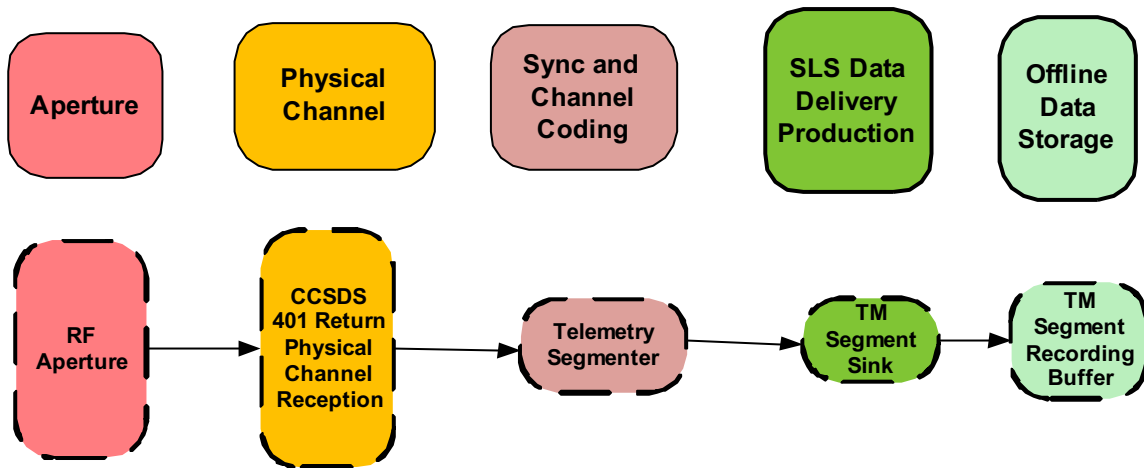 Aperture
Physical
Channel
Sync and
Channel
Coding
SLS Data
Delivery
Production
Offline
Data
Storage
RF
Aperture
CCSDS
401 Return
Physical
Channel
Reception
Telemetry
Segmenter
TM
Segment
Sink
TM
Segment
Recording
Buffer